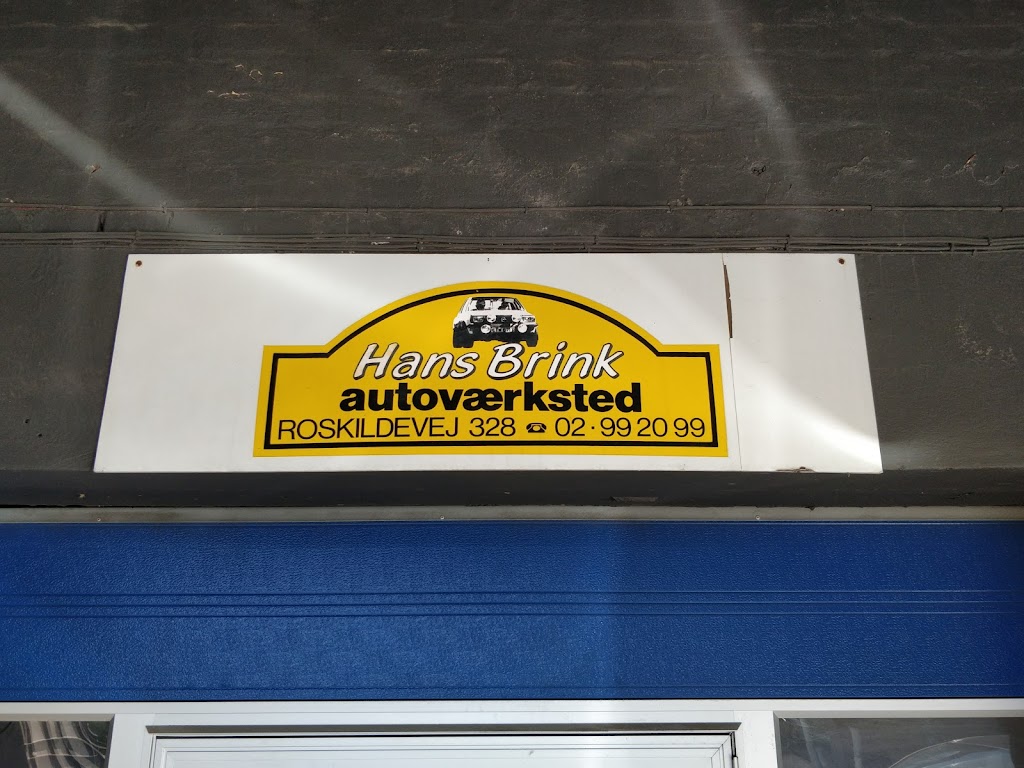 Hans Brink
autoværksted
ROSKILDEVEJ 328 ☎ 02·99 20 99